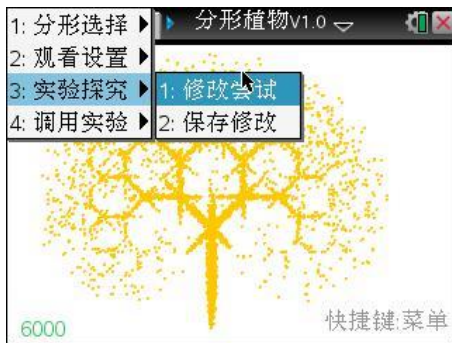 分形植物V1.0
1: 分形选择
2: 观看设置
3: 实验探究
4: 调用实验
1: 修改尝试
2: 保存修改
6000
快捷键:菜单